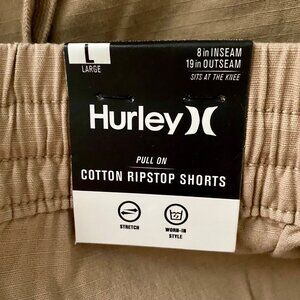 L
LARGE
8 in INSEAM
19 in OUTSEAM
SITS AT THE KNEE
Hurley
PULL ON
COTTON RIPSTOP SHORTS
STRETCH
WORN-IN
STYLE